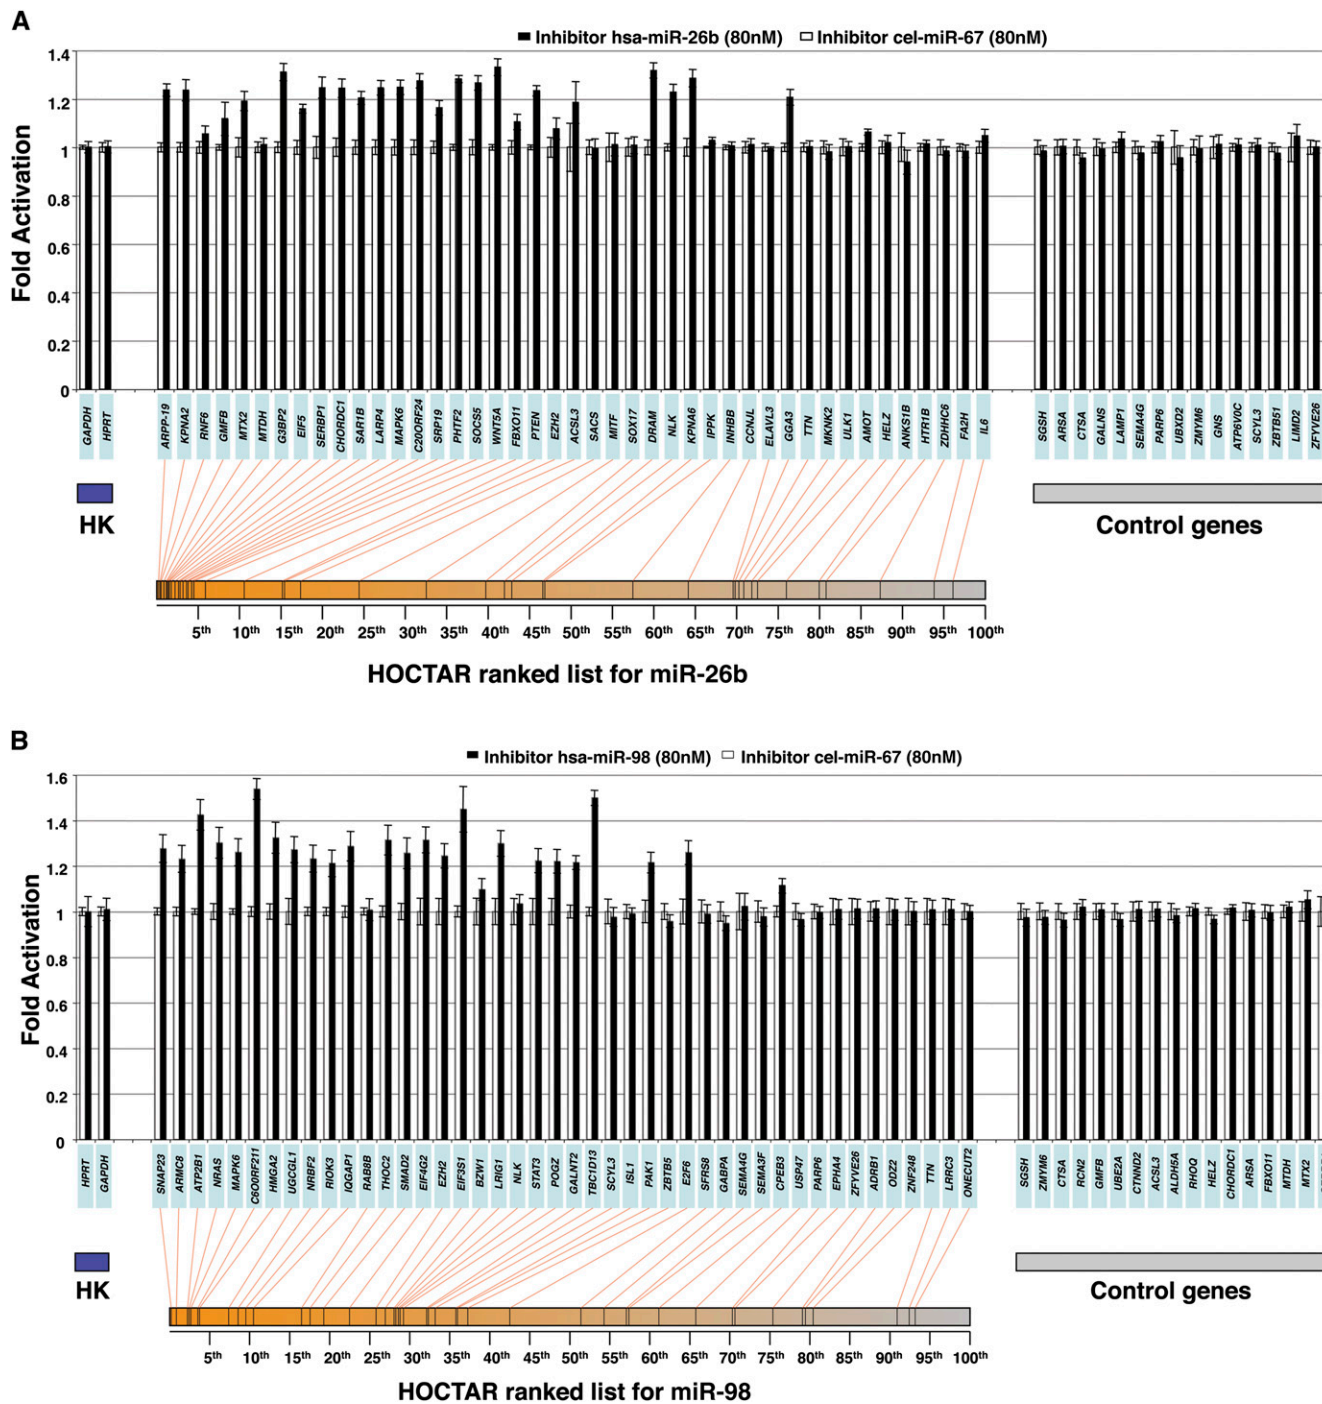 A
Inhibitor hsa-miR-26b (80nM) Inhibitor cel-miR-67 (80nM)
Fold Activation
1.4
1.2
1
0.8
0.6
0.4
0.2
0
GAPDH HPRT ARPP-19 KPNA2 RNF6 GMFB MTX2 MTDH G3BP2 EIF5 SERBP1 CHORDC1 SAR1B LARP4 MAPK6 C20ORF24 SRP19 PHTF2 SOCS5 WNT5A FBXO11 PTEN EZH2 ACSL3 SACS MITF SOX17 DRAM NLK KPNA6 IPPK INHBB CCNJL ELAVL3 GGA3 TTN MKNK2 ULK1 AMOT HELZ ANKS1B HTR1B ZDHHC6 FA2H IL6 SGSH ARSA CTSA GALNS LAMP1 SEMA4G PARP6 UBXD2 ZMYM6 GNS ATP6V0C SCYL3 ZBTB51 LIMD2 ZFYVE26
HK
Control genes
5th 10th 15th 20th 25th 30th 35th 40th 45th 50th 55th 60th 65th 70th 75th 80th 85th 90th 95th 100th
HOCTAR ranked list for miR-26b
B
Inhibitor hsa-miR-98 (80nM) Inhibitor cel-miR-67 (80nM)
Fold Activation
1.6
1.4
1.2
1
0.8
0.6
0.4
0.2
0
HPRT GAPDH SNAP23 ARMC8 ATP2B1 NRAS MAPK6 C6O0RF211 HMGA2 UGCGL1 NRBF2 RIOK3 IQGAP1 RAB8B THOC2 SMAD2 EIF4G2 EZH2 EIF3S1 BZW1 LRIG1 NLK STAT3 POGZ GALNT2 TBC1D13 SCYL3 ISL1 PAK1 ZBTB5 E2F6 SFRS8 GABPA SEMA4G SEMA3F CPEB3 USP47 PARP6 EPHA4 ZFYVE26 ADRB1 ODZ2 ZNF248 TTN LRRC3 ONECUT2 SGSH ZMYM6 CTSA RCN2 GMFB UBE2A CTNND2 ACSL3 ALDH5A RHOQ HELZ CHORDC1 ARSA FBXO11 MTDH MTX2
HK
Control genes
5th 10th 15th 20th 25th 30th 35th 40th 45th 50th 55th 60th 65th 70th 75th 80th 85th 90th 95th 100th
HOCTAR ranked list for miR-98